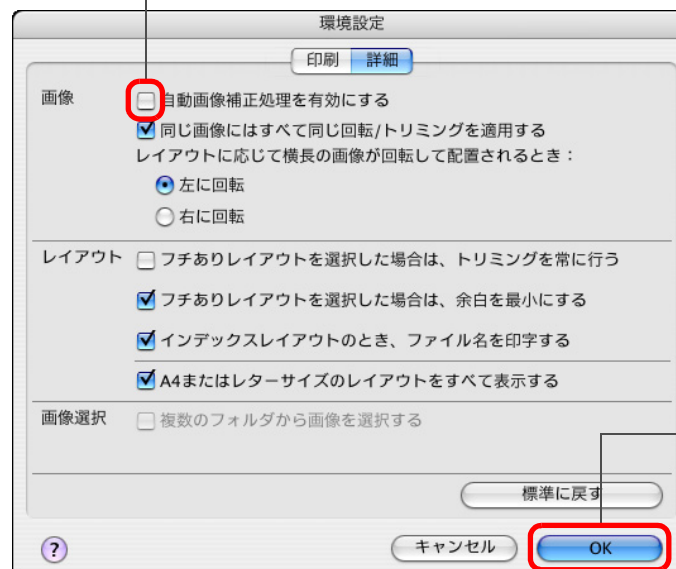 環境設定
印刷 詳細
画像 自動画像補正処理を有効にする
同じ画像にはすべて同じ回転/トリミングを適用する
レイアウトに応じて横長の画像が回転して配置されるとき：
左に回転
右に回転
レイアウト フチありレイアウトを選択した場合は、トリミングを常に行う
フチありレイアウトを選択した場合は、余白を最小にする
インデックスレイアウトのとき、ファイル名を印字する
A4またはレターサイズのレイアウトをすべて表示する
画像選択 複数のフォルダから画像を選択する
標準に戻す
? キャンセル OK